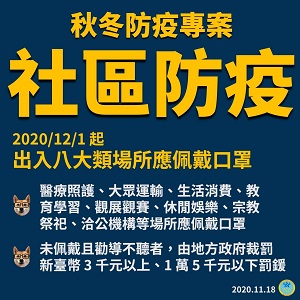 秋冬防疫專案
社區防疫
2020/12/1 起
出入八大類場所應佩戴口罩
醫療照護、大眾運輸、生活消費、教
育學習、觀展觀賽、休閒娛樂、宗教
祭祀、洽公機構等場所應佩戴口罩
未佩戴且勸導不聽者，由地方政府裁罰
新臺幣 3 千元以上、1 萬 5 千元以下罰鍰
2020.11.18